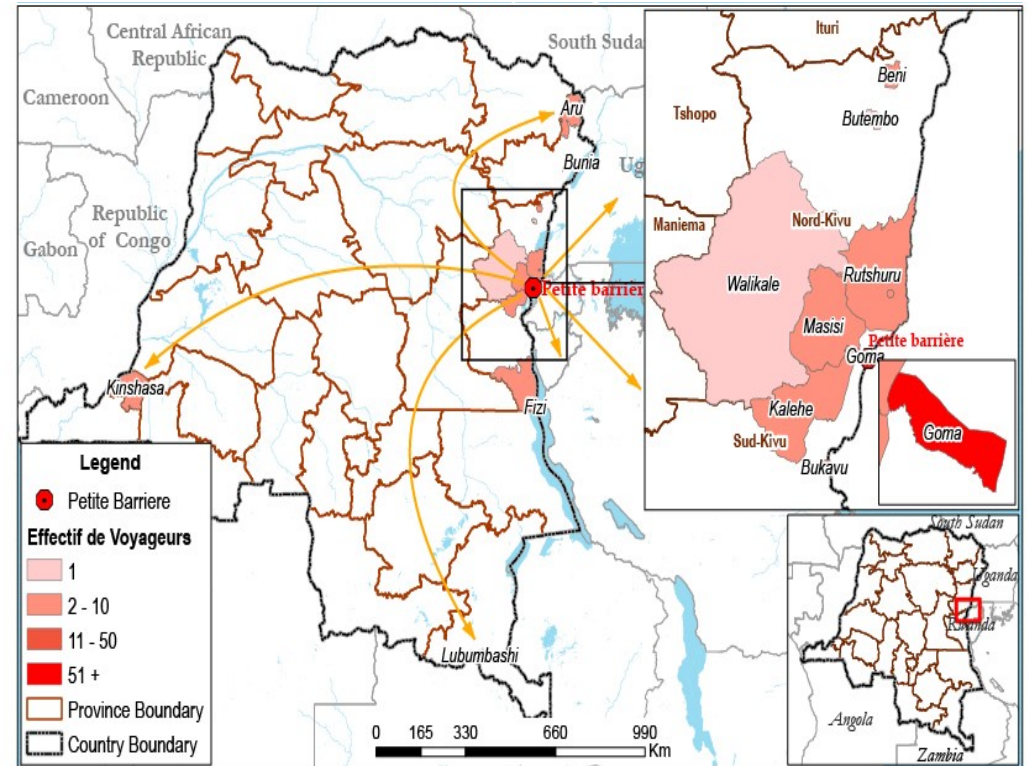 Central African
Republic
South Suda
Cameroon
Aru
Bunia
Ug
Republic
of Congo
Gabon
Petite barrière
Kinshasa
Fizi
Lubumbashi
Ituri
Beni
Tshopo
Butembo
Maniema
Nord-Kivu
Walikale
Rutshuru
Masisi
Petite barrière
Goma
Kalehe
Goma
Sud-Kivu
Bukavu
Legend
Petite Barriere
Effectif de Voyageurs
1
2 - 10
11 - 50
51 +
Province Boundary
Country Boundary
0 165 330 660 990
Km
South Sudan
Uganda
Rwanda
Angola
Zambia